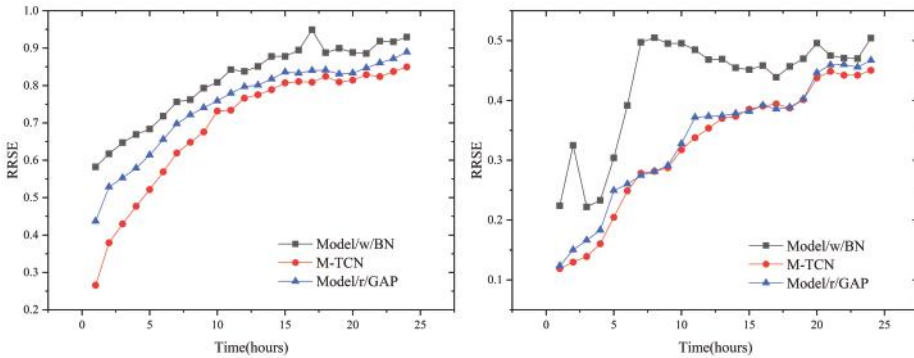 1.0
0.9
0.8
0.7
0.6
0.5
0.4
0.3
0.2
RRSE
0 5 10 15 20 25
Time(hours)
Model/w/BN
M-TCN
Model/r/GAP
0.5
0.4
0.3
0.2
0.1
RRSE
0 5 10 15 20 25
Time(hours)
Model/w/BN
M-TCN
Model/r/GAP